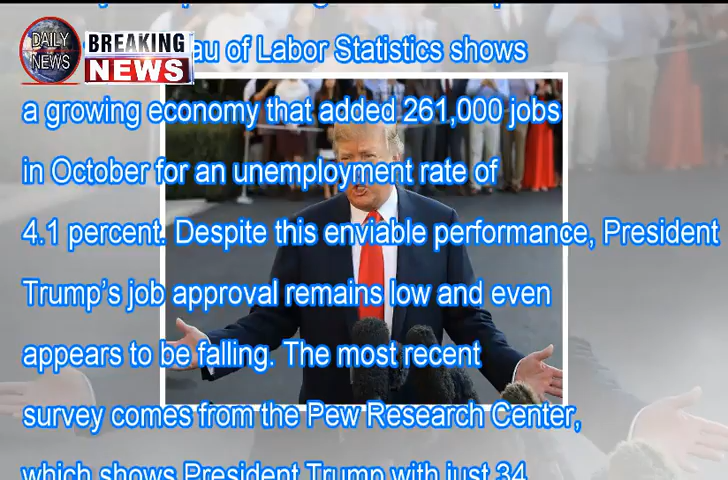 DAILY
NEWS
BREAKING
NEWS
au of Labor Statistics shows
a growing economy that added 261,000 jobs
in October for an unemployment rate of
4.1 percent. Despite this enviable performance, President
Trump’s job approval remains low and even
appears to be falling. The most recent
survey comes from the Pew Research Center,
which shows President Trump with just 34